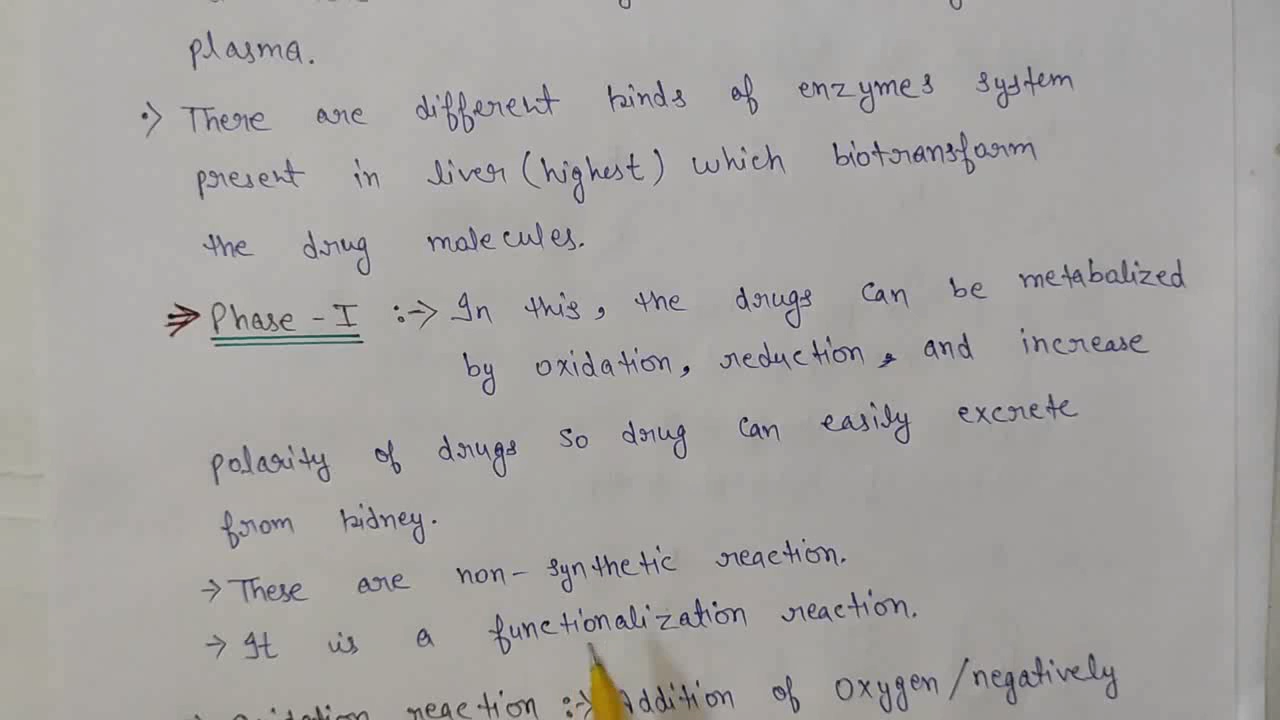 plasma.
There are different kinds of enzymes system
present in liver (highest) which biotransfarm
the drug malecules.
⇒ Phase - I :-> In this, the drugs can be metabalized
by oxidation, reduction, and increase
polarity of drugs so drug can easily excrete
from kidney.
→ These are non-synthetic reaction.
→ It is a functionalization reaction.
reaction :-> Addition of oxygen/negatively